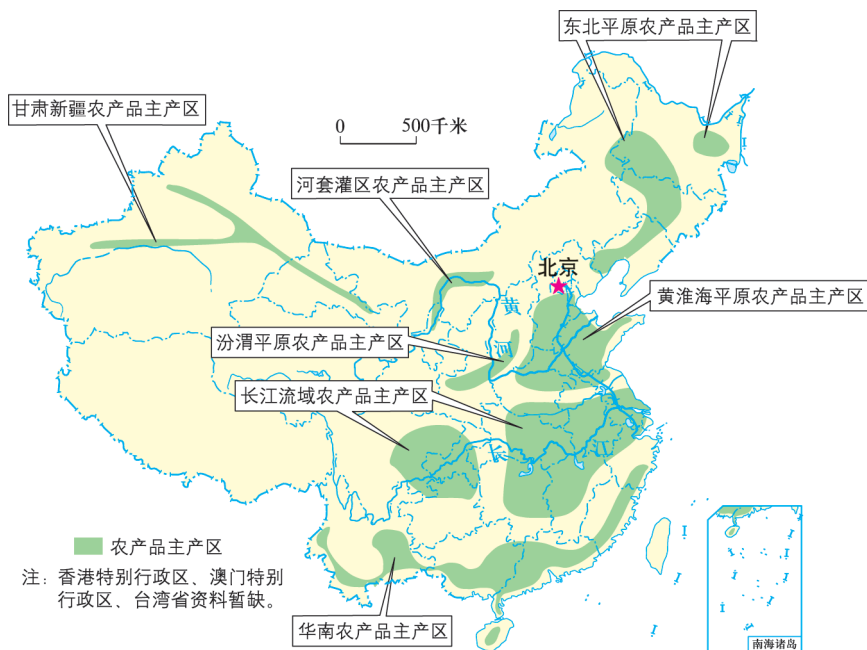 东北平原农产品主产区
甘肃新疆农产品主产区
0 500千米
河套灌区农产品主产区
北京
黄
黄淮海平原农产品主产区
汾渭平原农产品主产区
河
长江流域农产品主产区
长
江
农产品主产区
注：香港特别行政区、澳门特别
行政区、台湾省资料暂缺。
华南农产品主产区
南海诸岛